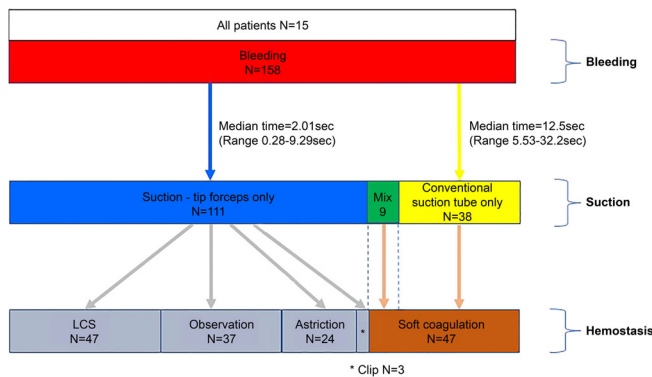 All patients N=15
Bleeding
N=158
Bleeding
Median time=2.01sec
(Range 0.28-9.29sec)
Median time=12.5sec
(Range 5.53-32.2sec)
Suction - tip forceps only
N=111
Mix
9
Conventional
suction tube only
N=38
Suction
LCS
N=47
Observation
N=37
Astriction
N=24
*
Soft coagulation
N=47
Hemostasis
* Clip N=3